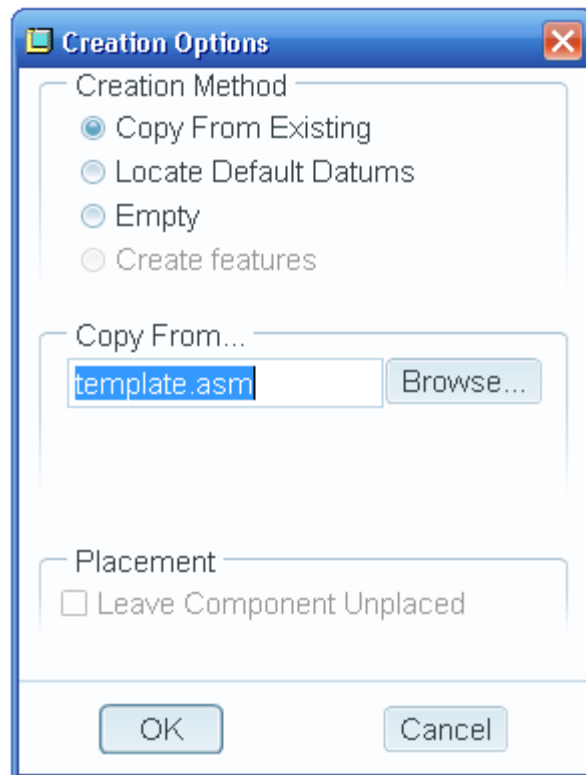 Creation Options
Creation Method
Copy From Existing
Locate Default Datums
Empty
Create features
Copy From...
template.asm
Browse...
Placement
Leave Component Unplaced
OK
Cancel